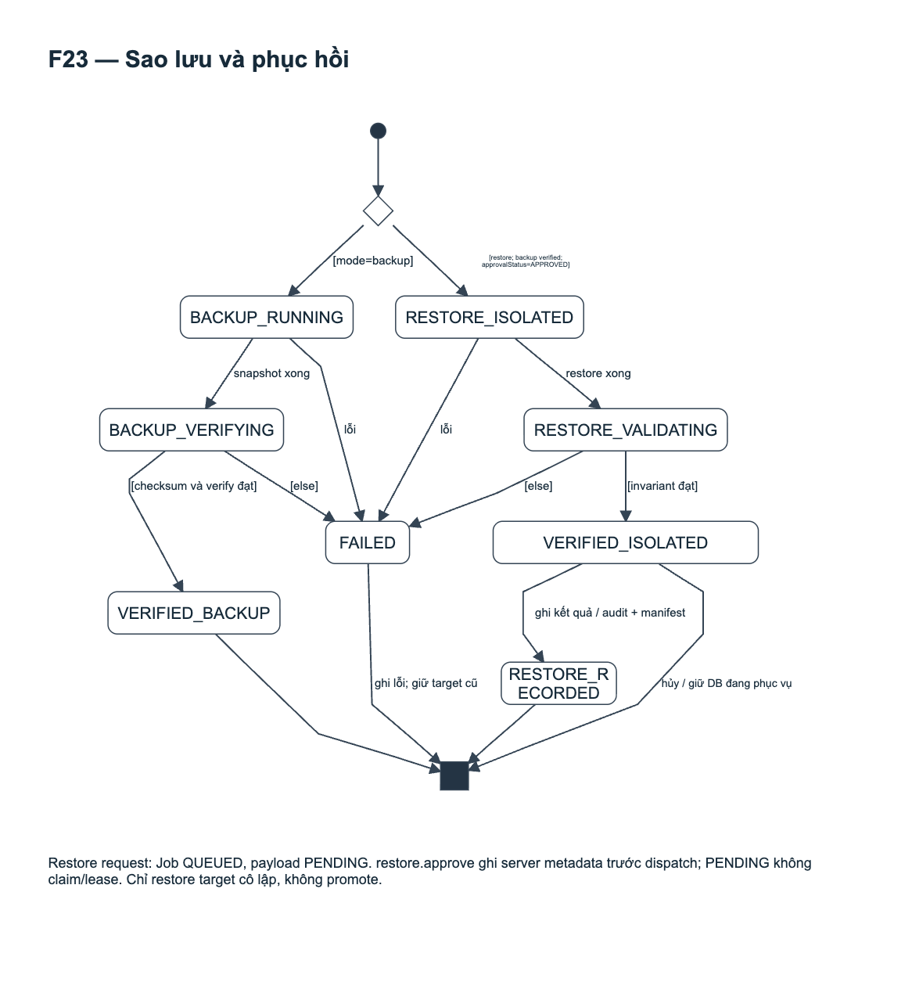 F23 — Sao lưu và phục hồi
[mode=backup]
[restore; backup verified;
approvalStatus=APPROVED]
BACKUP_RUNNING
RESTORE_ISOLATED
snapshot xong
restore xong
BACKUP_VERIFYING
lỗi
lỗi
RESTORE_VALIDATING
[checksum và verify đạt]
[else]
[else]
[invariant đạt]
FAILED
VERIFIED_ISOLATED
VERIFIED_BACKUP
ghi kết quả / audit + manifest
ghi lỗi; giữ target cũ
RESTORE_R
ECORDED
hủy / giữ DB đang phục vụ
Restore request: Job QUEUED, payload PENDING. restore.approve ghi server metadata trước dispatch; PENDING không
claim/lease. Chỉ restore target cô lập, không promote.